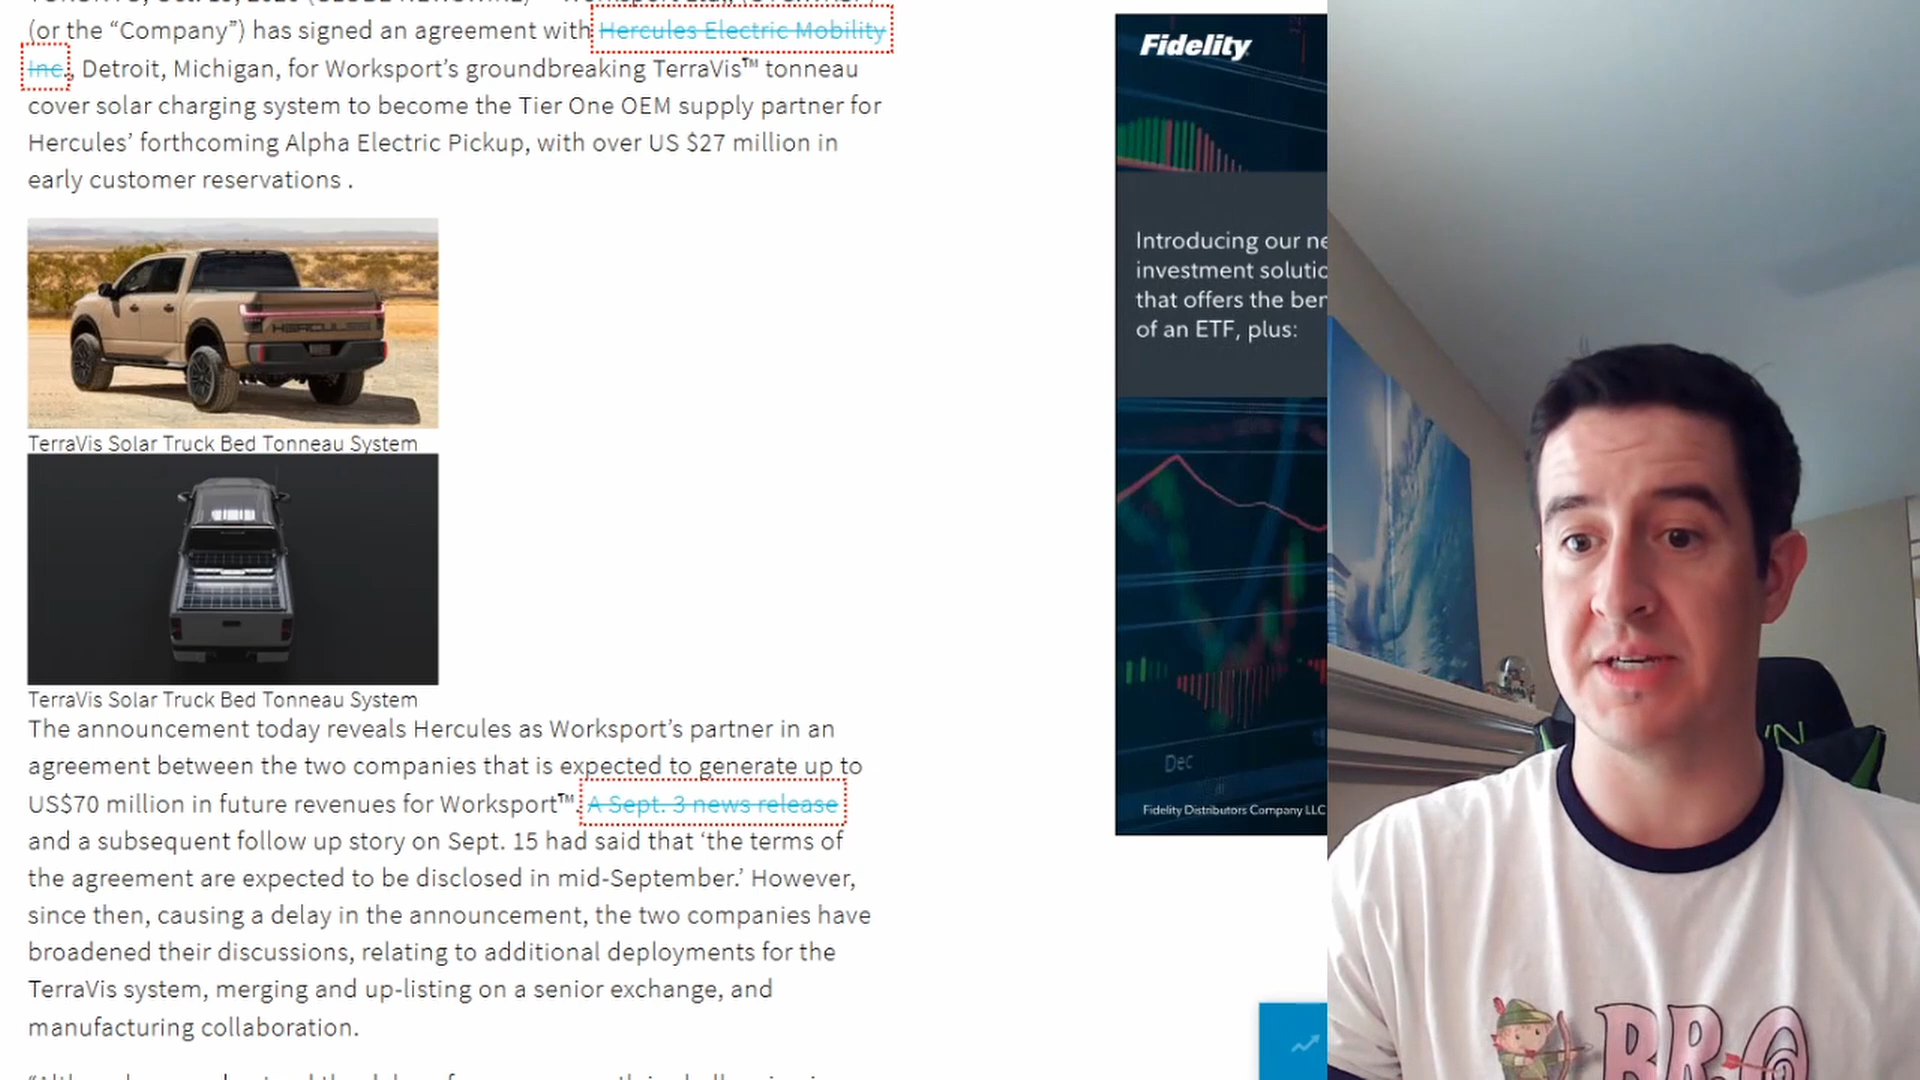 (or the “Company”) has signed an agreement with Hercules Electric Mobility
Inc., Detroit, Michigan, for Worksport’s groundbreaking TerraVis™ tonneau
cover solar charging system to become the Tier One OEM supply partner for
Hercules’ forthcoming Alpha Electric Pickup, with over US $27 million in
early customer reservations .
HERCULES
TerraVis Solar Truck Bed Tonneau System
TerraVis Solar Truck Bed Tonneau System
The announcement today reveals Hercules as Worksport’s partner in an
agreement between the two companies that is expected to generate up to
US$70 million in future revenues for Worksport™. A Sept. 3 news release
and a subsequent follow up story on Sept. 15 had said that ‘the terms of
the agreement are expected to be disclosed in mid-September.’ However,
since then, causing a delay in the announcement, the two companies have
broadened their discussions, relating to additional deployments for the
TerraVis system, merging and up-listing on a senior exchange, and
manufacturing collaboration.
Fidelity
Introducing our
investment
that offers the
of an ETF, plus:
Dec
Fidelity Distributors Company LLC
BRO